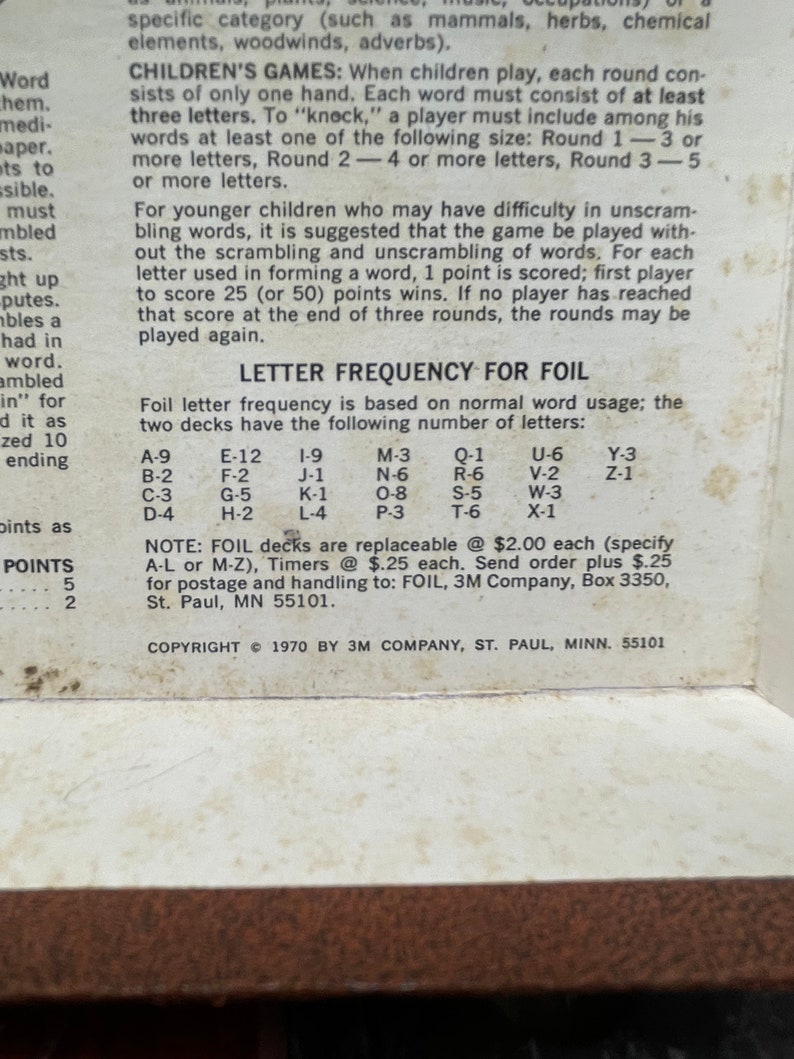 Word
them.
medi-
paper.
to
sible.
must
mbled
sts.
ght up
putes.
mbles a
had in
word.
ambled
in" for
d it as
zed 10
ending
oints as
POINTS
..... 5
..... 2
as animals, plants, science, music, occupations) or a
specific category (such as mammals, herbs, chemical
elements, woodwinds, adverbs).
CHILDREN'S GAMES: When children play, each round con-
sists of only one hand. Each word must consist of at least
three letters. To "knock," a player must include among his
words at least one of the following size: Round 1 — 3 or
more letters, Round 2 — 4 or more letters, Round 3 — 5
or more letters.
For younger children who may have difficulty in unscram-
bling words, it is suggested that the game be played with-
out the scrambling and unscrambling of words. For each
letter used in forming a word, 1 point is scored; first player
to score 25 (or 50) points wins. If no player has reached
that score at the end of three rounds, the rounds may be
played again.
LETTER FREQUENCY FOR FOIL
Foil letter frequency is based on normal word usage; the
two decks have the following number of letters:
A-9 E-12 I-9 M-3 Q-1 U-6 Y-3
B-2 F-2 J-1 N-6 R-6 V-2 Z-1
C-3 G-5 K-1 O-8 S-5 W-3
D-4 H-2 L-4 P-3 T-6 X-1
NOTE: FOIL decks are replaceable @ $2.00 each (specify
A-L or M-Z), Timers @ $.25 each. Send order plus $.25
for postage and handling to: FOIL, 3M Company, Box 3350,
St. Paul, MN 55101.
COPYRIGHT © 1970 BY 3M COMPANY, ST. PAUL, MINN. 55101